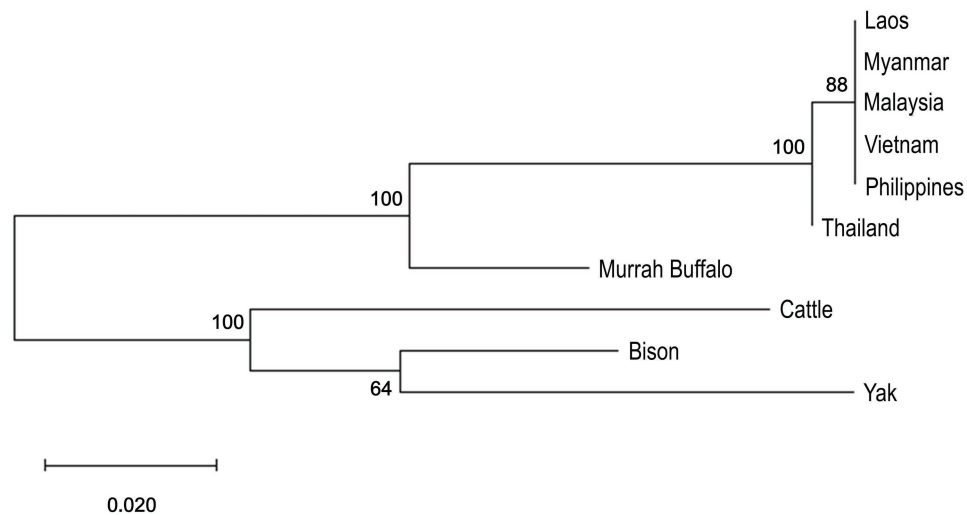 Laos
Myanmar
88
Malaysia
100
Vietnam
Philippines
100
Thailand
Murrah Buffalo
Cattle
100
Bison
64
Yak
0.020